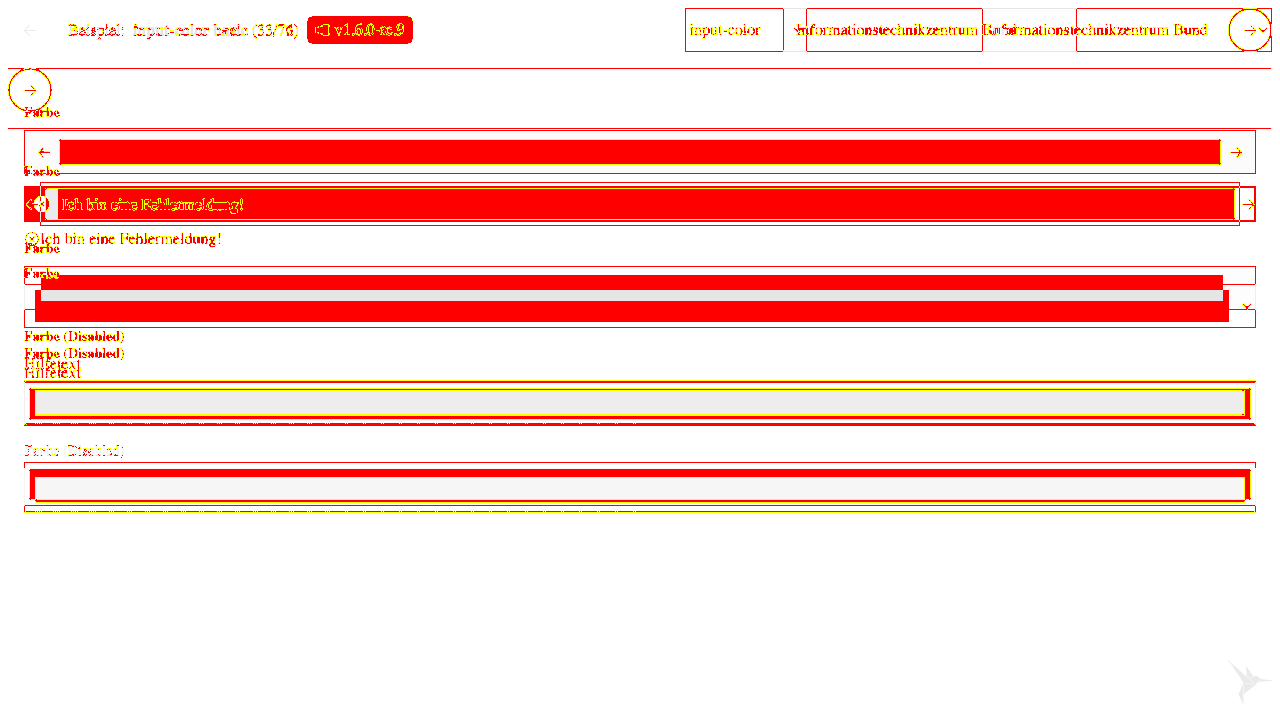 Beispiel: input-color basic (33/76) v1.6.0-rc.9 input-color Informationstechnikzentrum Bund Informationstechnikzentrum Bund
Farbe
Farbe
Ich bin eine Fehlermeldung!
Ich bin eine Fehlermeldung!
Farbe
Farbe
Farbe (Disabled)
Farbe (Disabled)
Hilfetext
Hilfetext
Farbe (Disabled)